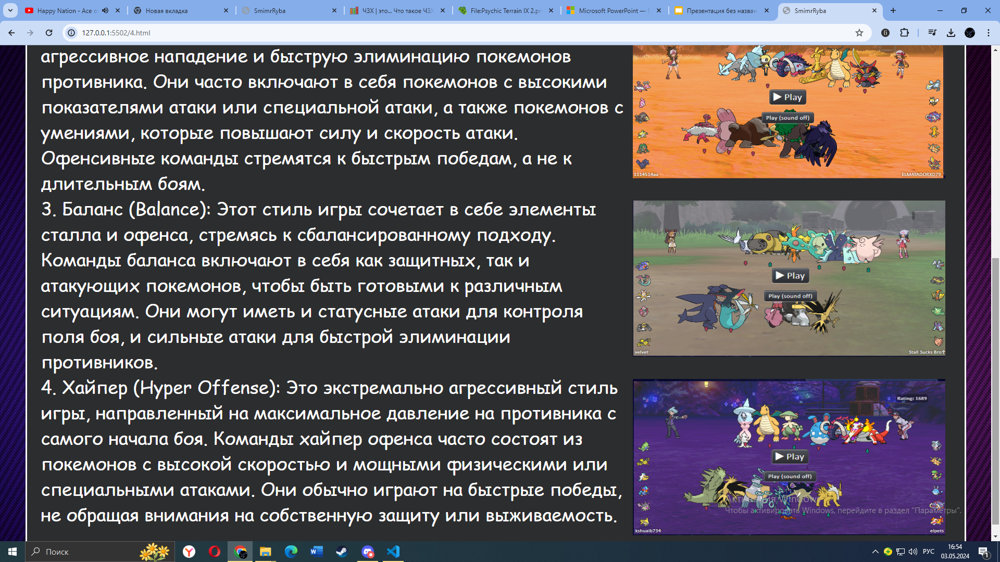 Happy Nation - Ace o
Новая вкладка
SmimrRyba
ЧЗХ | это... Что такое ЧЗХ
File:Psychic Terrain IX 2.pn
Microsoft PowerPoint —
Презентация без назван
SmimrRyba
127.0.0.1:5502/4.html
агрессивное нападение и быструю элиминацию покемонов
противника. Они часто включают в себя покемонов с высокими
показателями атаки или специальной атаки, а также покемонов с
умениями, которые повышают силу и скорость атаки.
Офенсивные команды стремятся к быстрым победам, а не к
длительным боям.
3. Баланс (Balance): Этот стиль игры сочетает в себе элементы
сталла и офенса, стремясь к сбалансированному подходу.
Команды баланса включают в себя как защитных, так и
атакующих покемонов, чтобы быть готовыми к различным
ситуациям. Они могут иметь и статусные атаки для контроля
поля боя, и сильные атаки для быстрой элиминации
противников.
4. Хайпер (Hyper Offense): Это экстремально агрессивный стиль
игры, направленный на максимальное давление на противника с
самого начала боя. Команды хайпер офенса часто состоят из
покемонов с высокой скоростью и мощными физическими или
специальными атаками. Они обычно играют на быстрые победы,
не обращая внимания на собственную защиту или выживаемость.
Play
Play (sound off)
1114514aa
ELMATADORXD79
Play
Play (sound off)
velvet
Stall Sucks Bro†
Rating: 1689
Play
Play (sound off)
kshuaib734
elpets
Активация Windows
Чтобы активировать Windows, перейдите в раздел "Параметры".
Поиск
РУС
16:54
03.05.2024
1